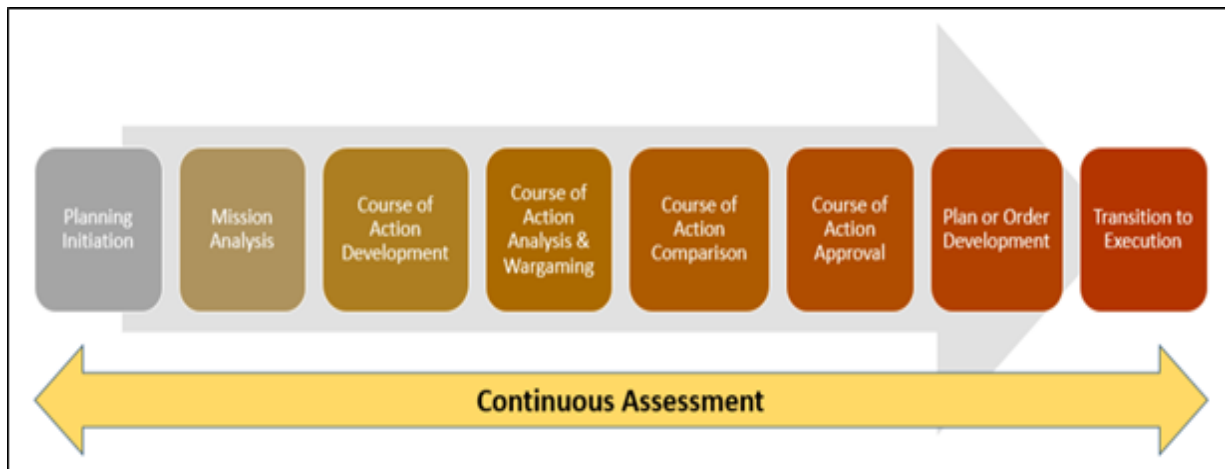 Planning
Initiation
Mission
Analysis
Course of
Action
Development
Course of
Action
Analysis &
Wargaming
Course of
Action
Comparison
Course of
Action
Approval
Plan or Order
Development
Transition to
Execution
Continuous Assessment